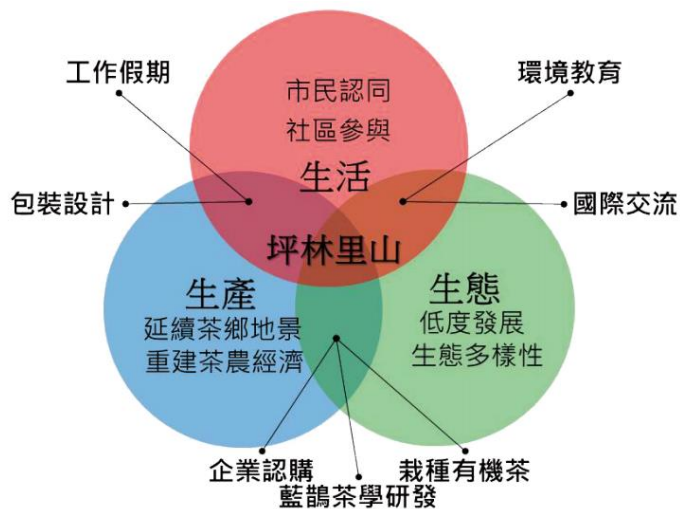 工作假期
環境教育
市民認同
社區參與
生活
包裝設計
國際交流
坪林里山
生產
延續茶鄉地景
重建茶農經濟
生態
低度發展
生態多樣性
企業認購
藍鵲茶學研發
栽種有機茶